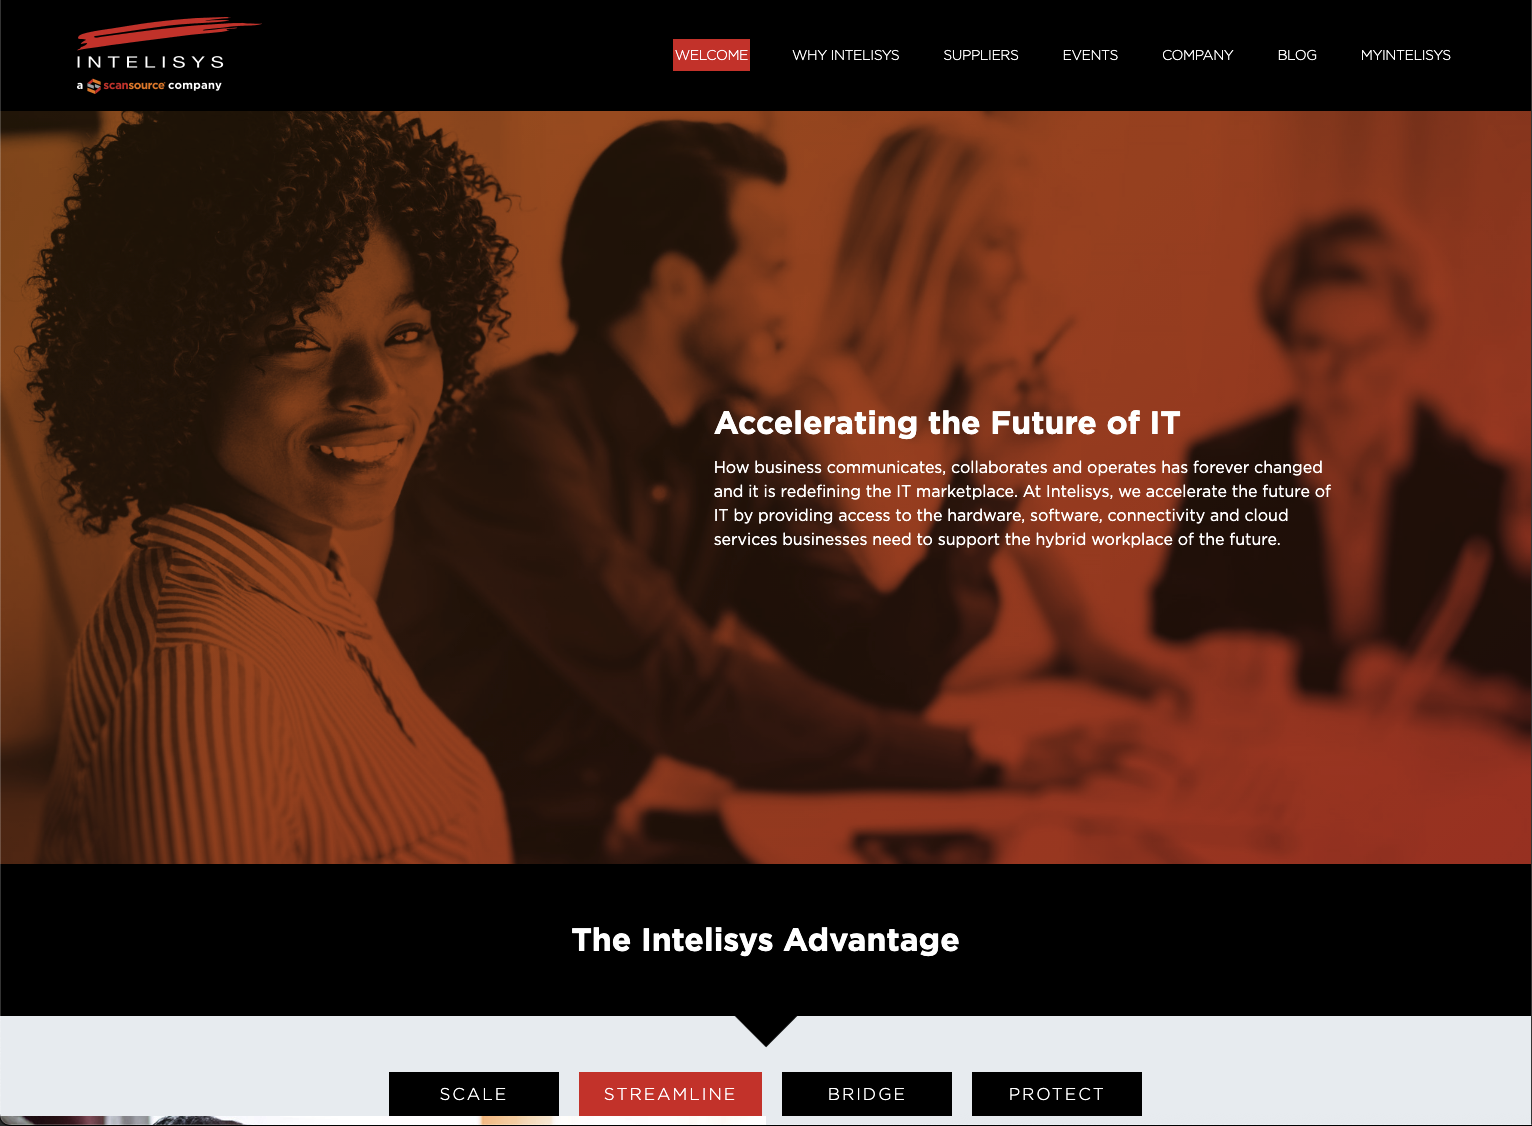 INTELISYS
a scansource company
WELCOME
WHY INTELISYS
SUPPLIERS
EVENTS
COMPANY
BLOG
MYINTELISYS
Accelerating the Future of IT
How business communicates, collaborates and operates has forever changed
and it is redefining the IT marketplace. At Intelisys, we accelerate the future of
IT by providing access to the hardware, software, connectivity and cloud
services businesses need to support the hybrid workplace of the future.
The Intelisys Advantage
SCALE
STREAMLINE
BRIDGE
PROTECT